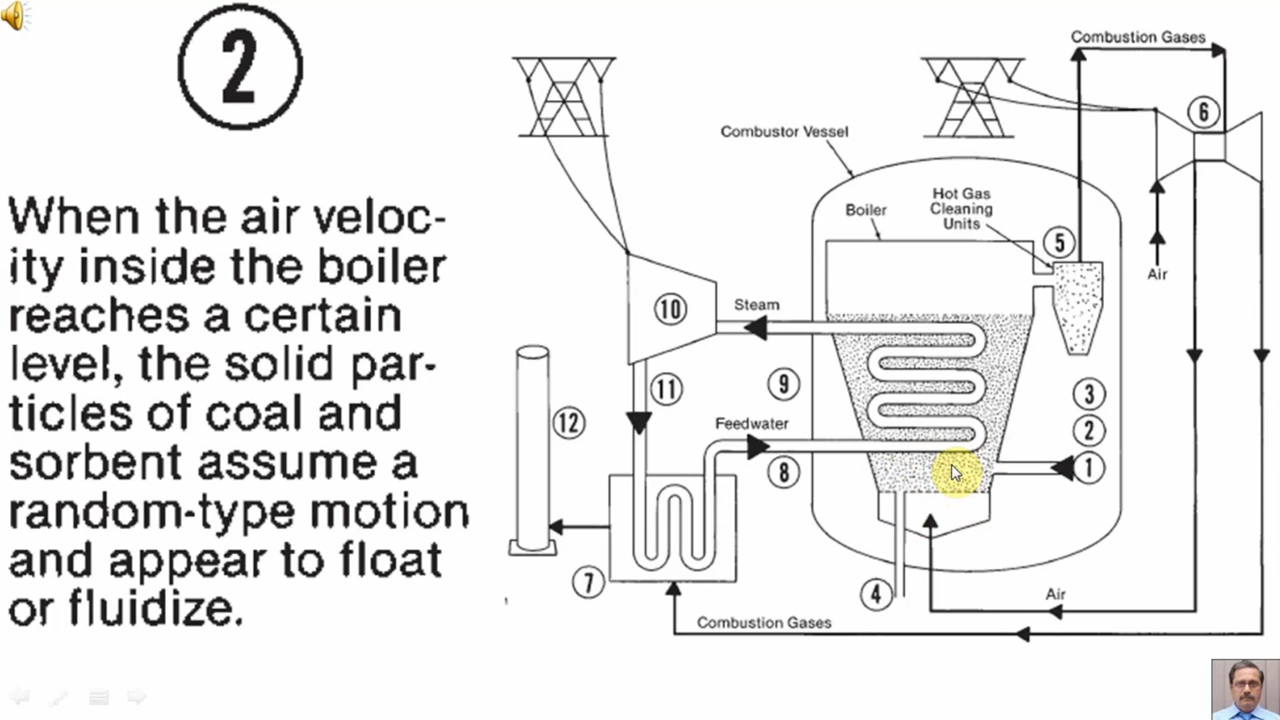 2
When the air veloc-
ity inside the boiler
reaches a certain
level, the solid par-
ticles of coal and
sorbent assume a
random-type motion
and appear to float
or fluidize.
Combustion Gases
6
Combustor Vessel
Hot Gas
Cleaning
Units
Boiler
5
Air
10
Steam
9
3
11
12
Feedwater
2
8
1
7
4
Air
Combustion Gases